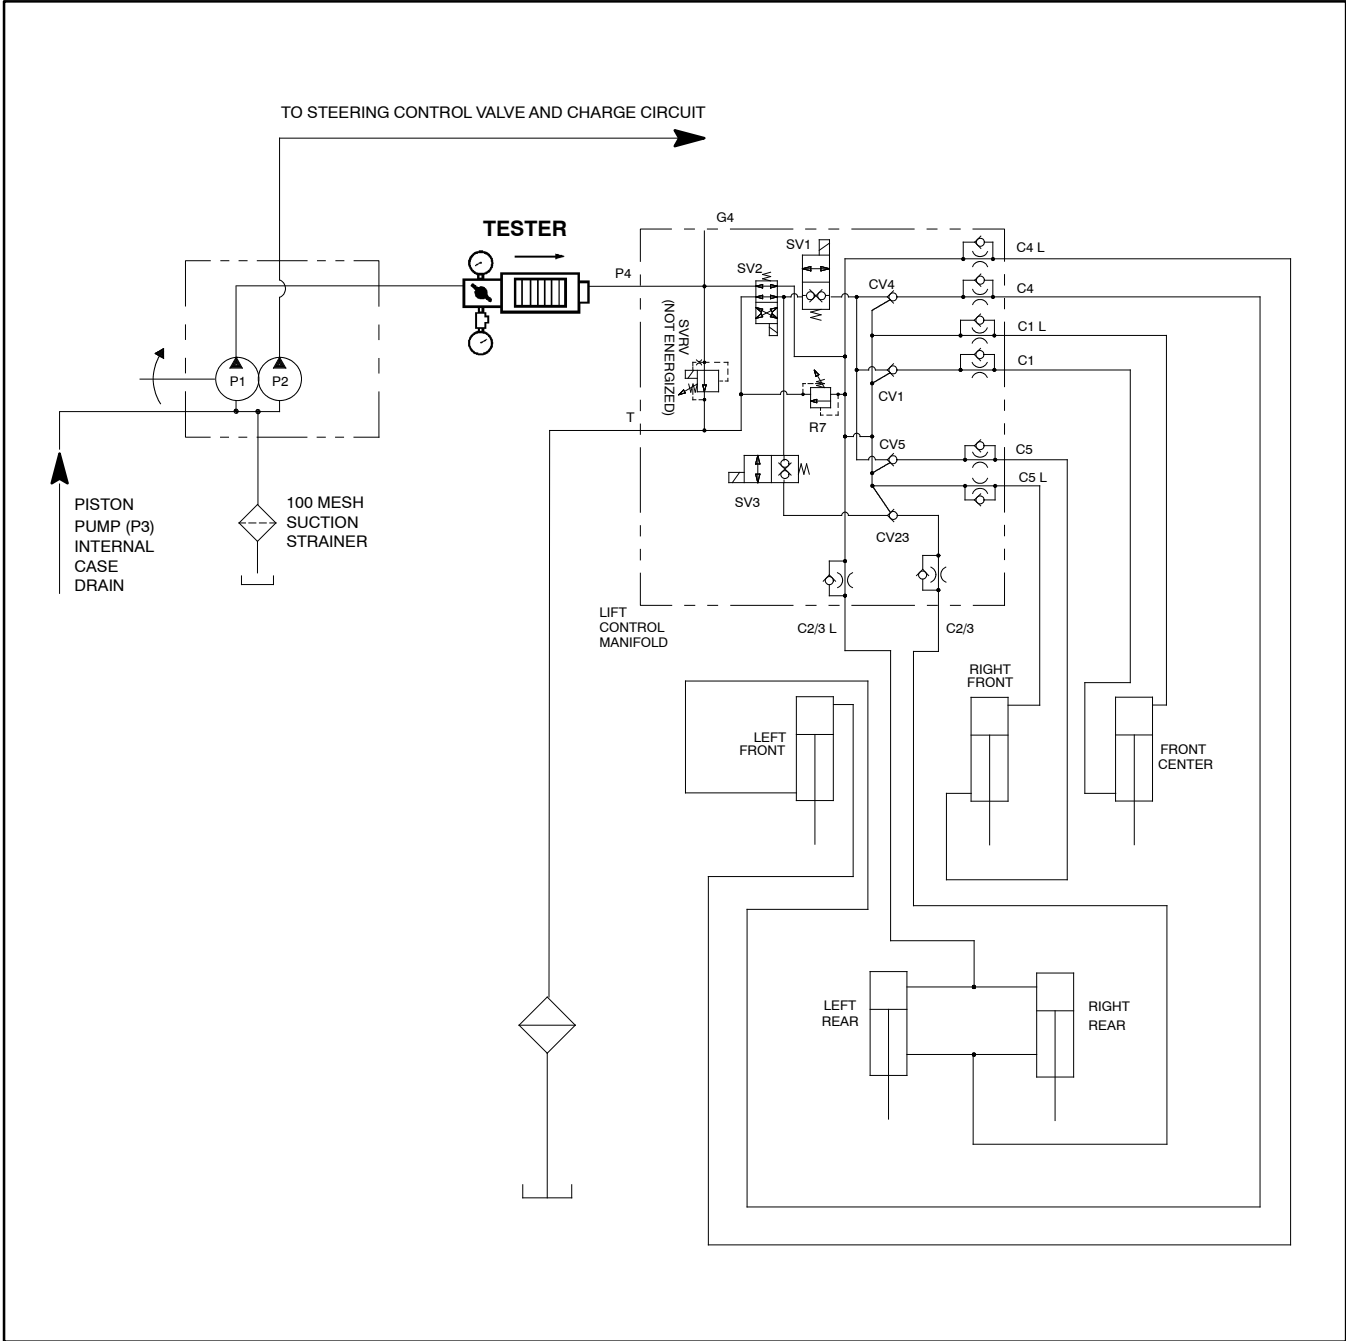 TO STEERING CONTROL VALVE AND CHARGE CIRCUIT
TESTER
G4
P4
SV1
SV2
SVRV
(NOT ENERGIZED)
CV4
C4 L
C4
C1 L
C1
CV1
R7
T
CV5
C5
C5 L
SV3
CV23
P1
P2
PISTON
PUMP (P3)
INTERNAL
CASE
DRAIN
100 MESH
SUCTION
STRAINER
LIFT
CONTROL
MANIFOLD
C2/3 L
C2/3
RIGHT
FRONT
LEFT
FRONT
FRONT
CENTER
LEFT
REAR
RIGHT
REAR